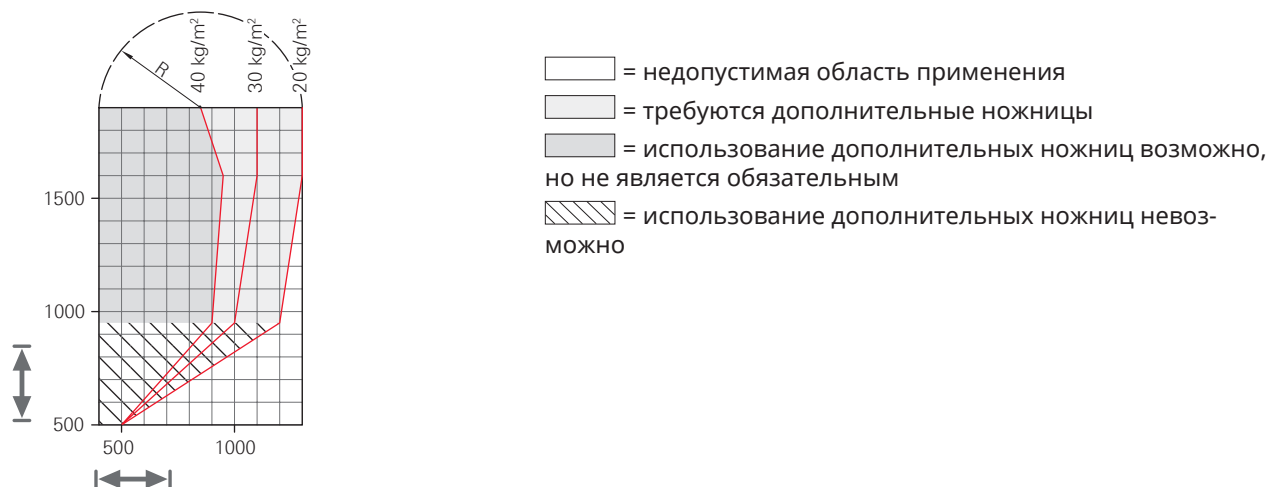 40 kg/m²
30 kg/m²
20 kg/m²
R
1500
1000
500
500
1000
= недопустимая область применения
= требуются дополнительные ножницы
= использование дополнительных ножниц возможно,
но не является обязательным
= использование дополнительных ножниц невоз-
можно